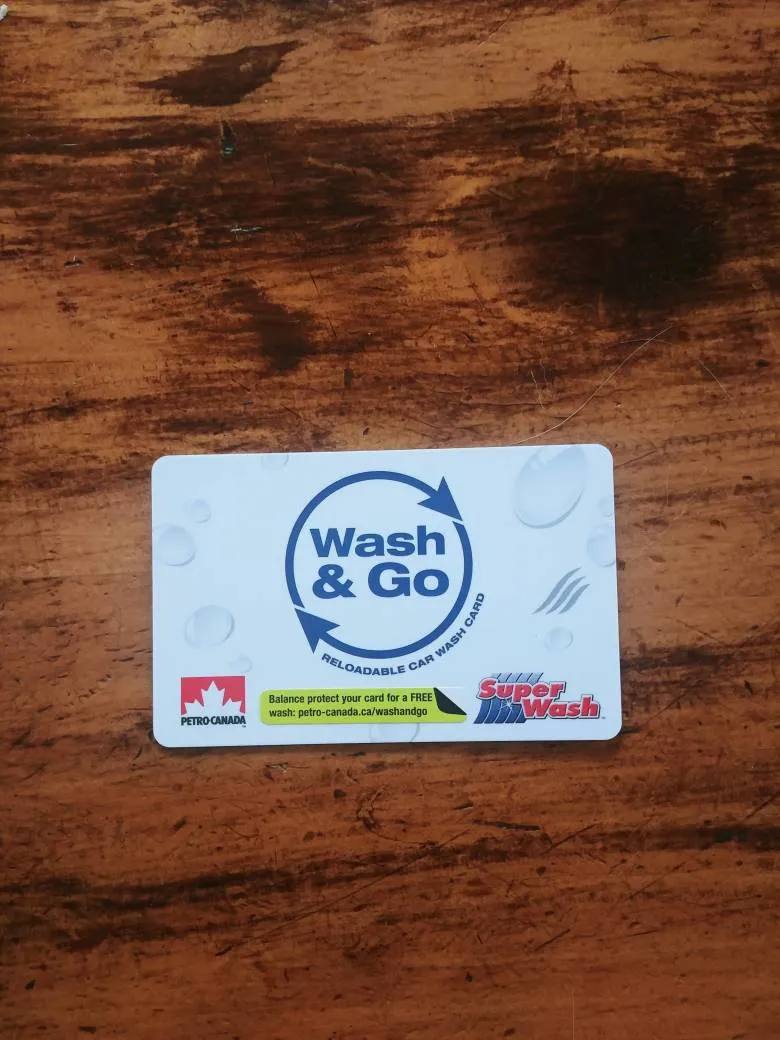 Wash
& Go
RELOADABLE CAR WASH CARD
PETRO-CANADA
Balance protect your card for a FREE
wash: petro-canada.ca/washandgo
Super
Wash